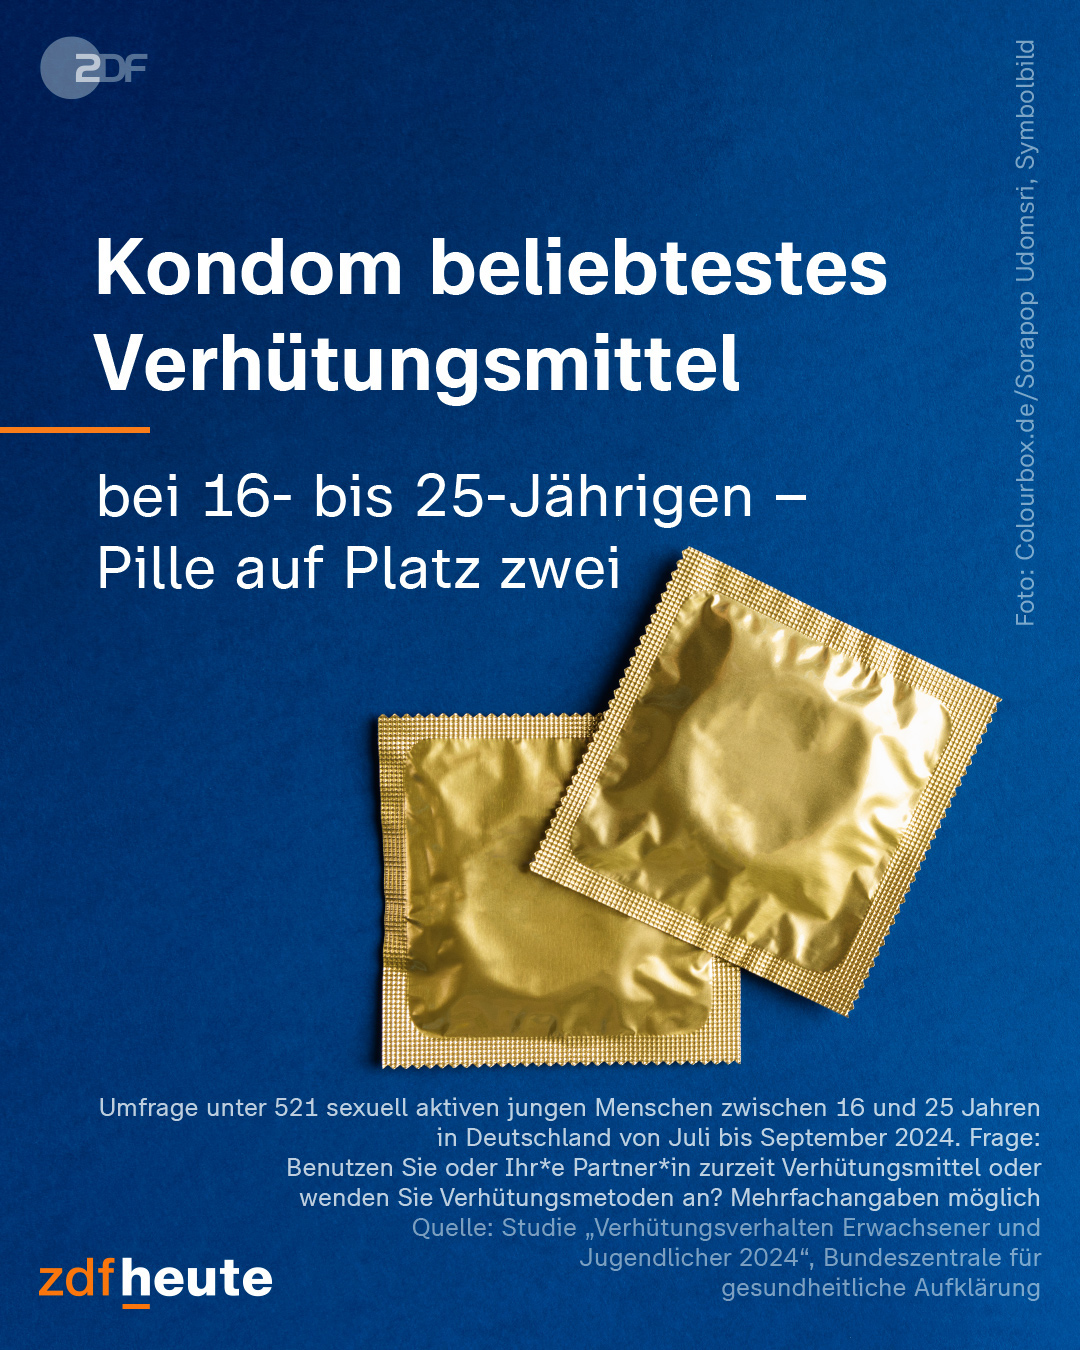 ZDF
Foto: Colourbox.de/Sorapop Udomsri, Symbolbild
Kondom beliebtestes
Verhütungsmittel
bei 16- bis 25-Jährigen –
Pille auf Platz zwei
Umfrage unter 521 sexuell aktiven jungen Menschen zwischen 16 und 25 Jahren
in Deutschland von Juli bis September 2024. Frage:
Benutzen Sie oder Ihr*e Partner*in zurzeit Verhütungsmittel oder
wenden Sie Verhütungsmethoden an? Mehrfachangaben möglich
Quelle: Studie „Verhütungsverhalten Erwachsener und
Jugendlicher 2024“, Bundeszentrale für
gesundheitliche Aufklärung
zdfheute